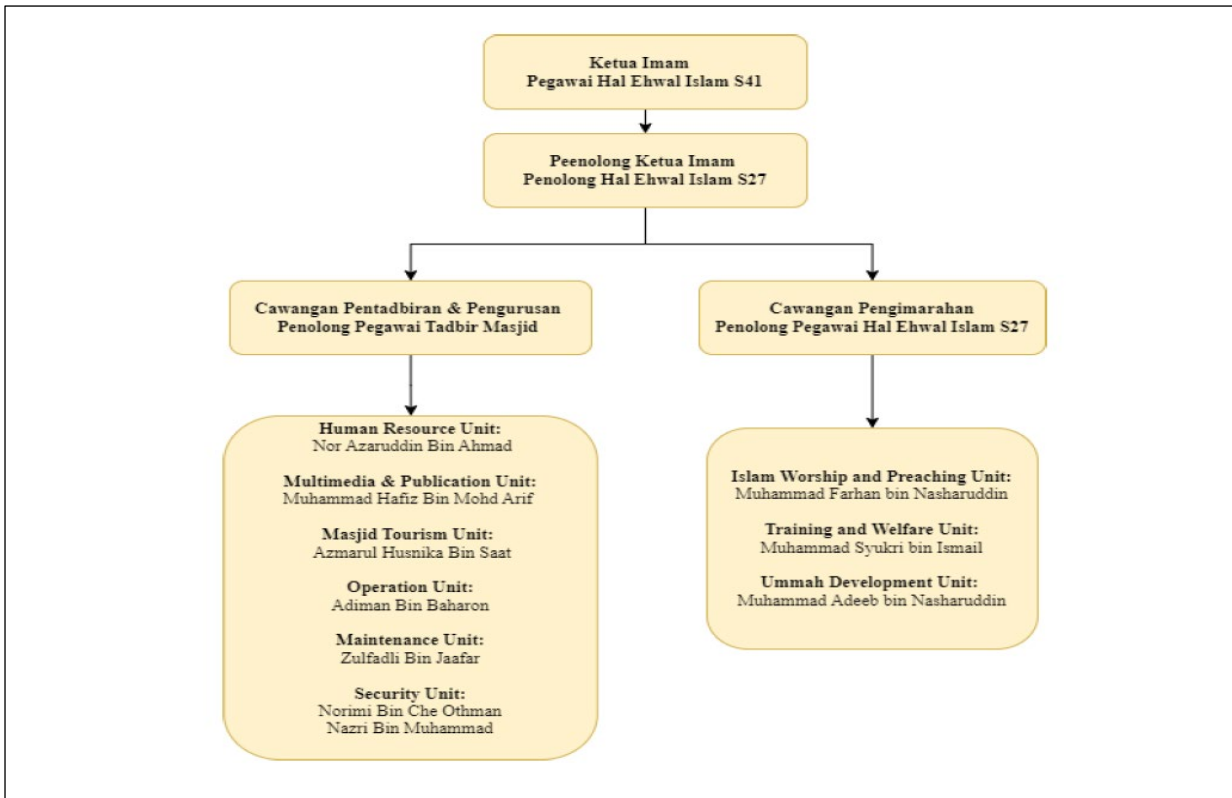 Ketua Imam
Pegawai Hal Ehwal Islam S41
Peenolong Ketua Imam
Penolong Hal Ehwal Islam S27
Cawangan Pentadbiran & Pengurusan
Penolong Pegawai Tadbir Masjid
Cawangan Pengimarahan
Penolong Pegawai Hal Ehwal Islam S27
Human Resource Unit:
Nor Azaruddin Bin Ahmad
Multimedia & Publication Unit:
Muhammad Hafiz Bin Mohd Arif
Masjid Tourism Unit:
Azmarul Husnika Bin Saat
Operation Unit:
Adiman Bin Baharon
Maintenance Unit:
Zulfadli Bin Jaafar
Security Unit:
Norimi Bin Che Othman
Nazri Bin Muhammad
Islam Worship and Preaching Unit:
Muhammad Farhan bin Nasharuddin
Training and Welfare Unit:
Muhammad Syukri bin Ismail
Ummah Development Unit:
Muhammad Adeeb bin Nasharuddin